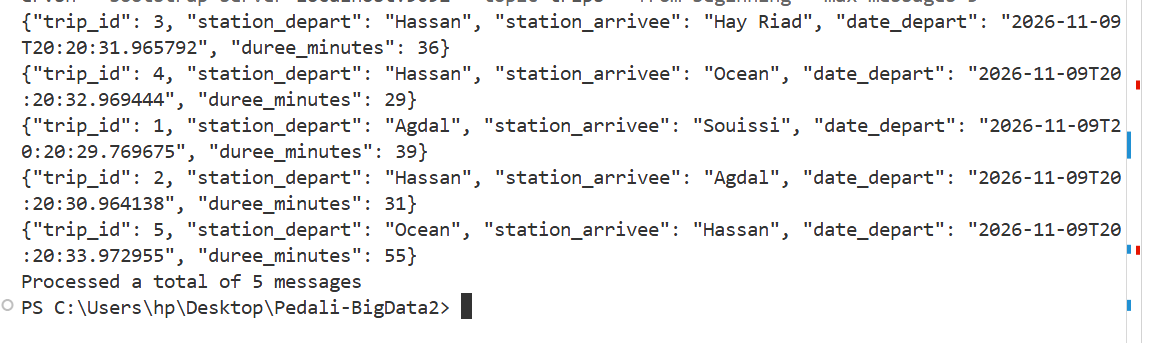 {"trip_id": 3, "station_depart": "Hassan", "station_arrivee": "Hay Riad", "date_depart": "2026-11-09
T20:20:31.965792", "duree_minutes": 36}
{"trip_id": 4, "station_depart": "Hassan", "station_arrivee": "Ocean", "date_depart": "2026-11-09T20
:20:32.969444", "duree_minutes": 29}
{"trip_id": 1, "station_depart": "Agdal", "station_arrivee": "Souissi", "date_depart": "2026-11-09T2
0:20:29.769675", "duree_minutes": 39}
{"trip_id": 2, "station_depart": "Hassan", "station_arrivee": "Agdal", "date_depart": "2026-11-09T20
:20:30.964138", "duree_minutes": 31}
{"trip_id": 5, "station_depart": "Ocean", "station_arrivee": "Hassan", "date_depart": "2026-11-09T20
:20:33.972955", "duree_minutes": 55}
Processed a total of 5 messages
PS C:\Users\hp\Desktop\Pedali-BigData2>